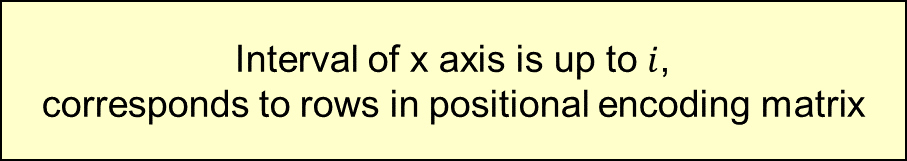 Interval of x axis is up to i,
corresponds to rows in positional encoding matrix